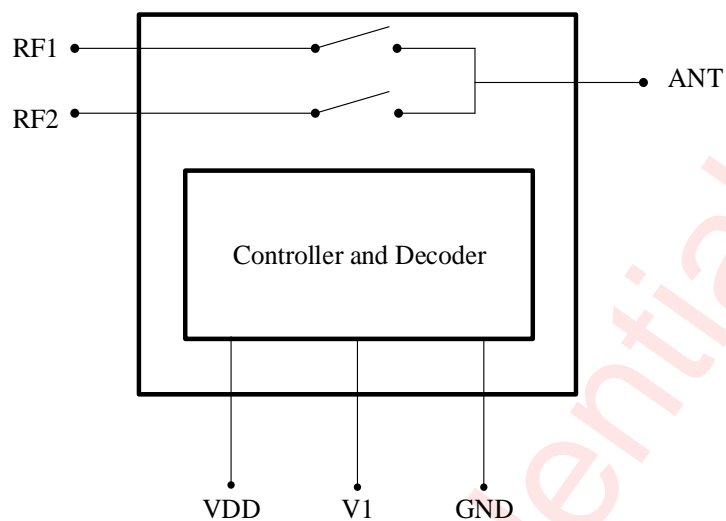 RF1
ANT
RF2
Controller and Decoder
VDD
V1
GND